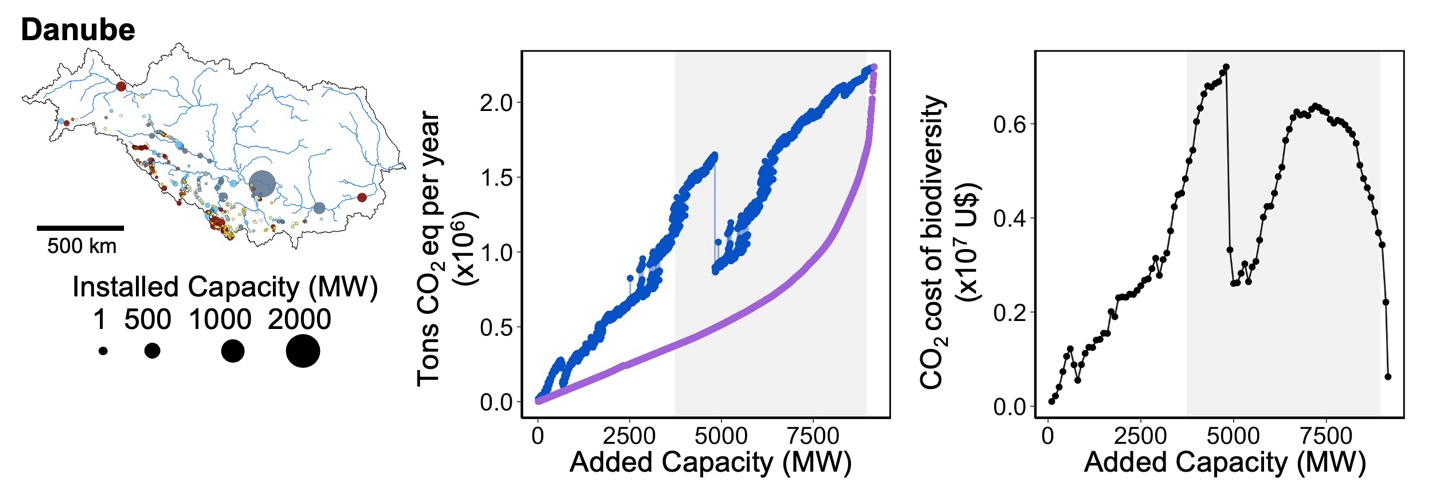 Danube
500 km
Installed Capacity (MW)
1 500 1000 2000
Tons CO2 eq per year
(x10⁶)
2.0
1.5
1.0
0.5
0.0
0 2500 5000 7500
Added Capacity (MW)
CO2 cost of biodiversity
(x10⁷ U$)
0.6
0.4
0.2
0.0
0 2500 5000 7500
Added Capacity (MW)